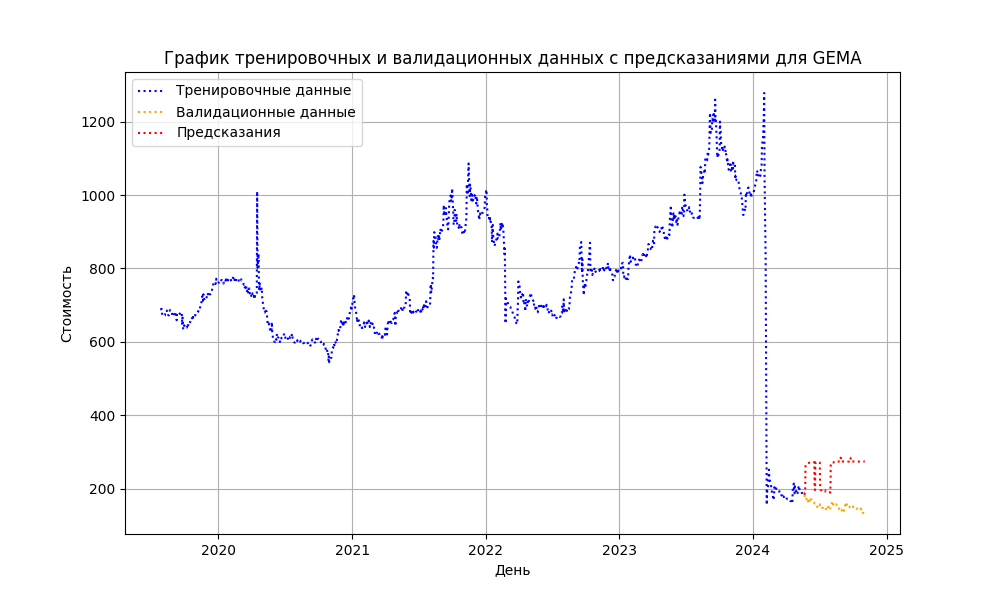 График тренировочных и валидационных данных с предсказаниями для GEMA
Тренировочные данные
Валидационные данные
Предсказания
1200
1000
800
600
400
200
Стоимость
2020
2021
2022
2023
2024
2025
День